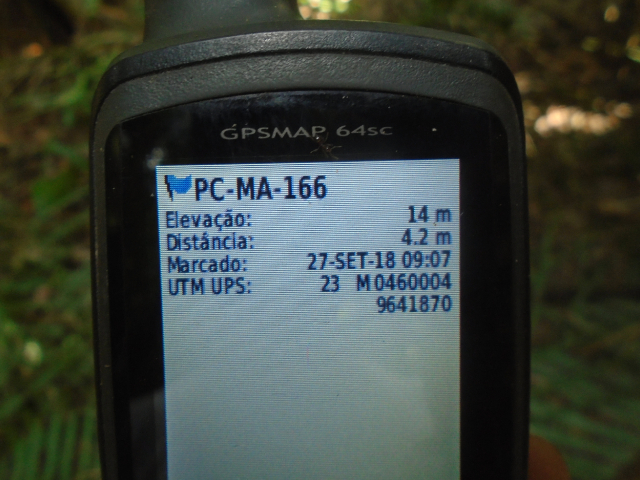 GPSMAP 64sc
PC-MA-166
Elevação: 14 m
Distância: 4.2 m
Marcado: 27-SET-18 09:07
UTM UPS: 23 M 0460004
9641870